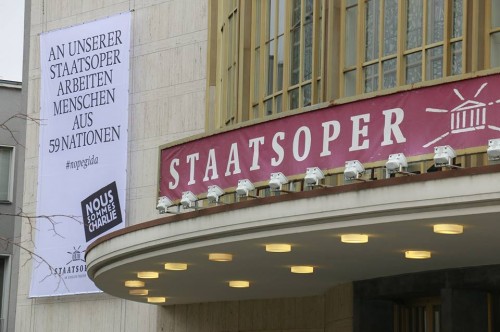 AN UNSERER
STAATSOPER
ARBEITEN
MENSCHEN
AUS
59 NATIONEN
#nopegida
NOUS
SOMMES
CHARLIE
STAATSOPER
STAATSOPER